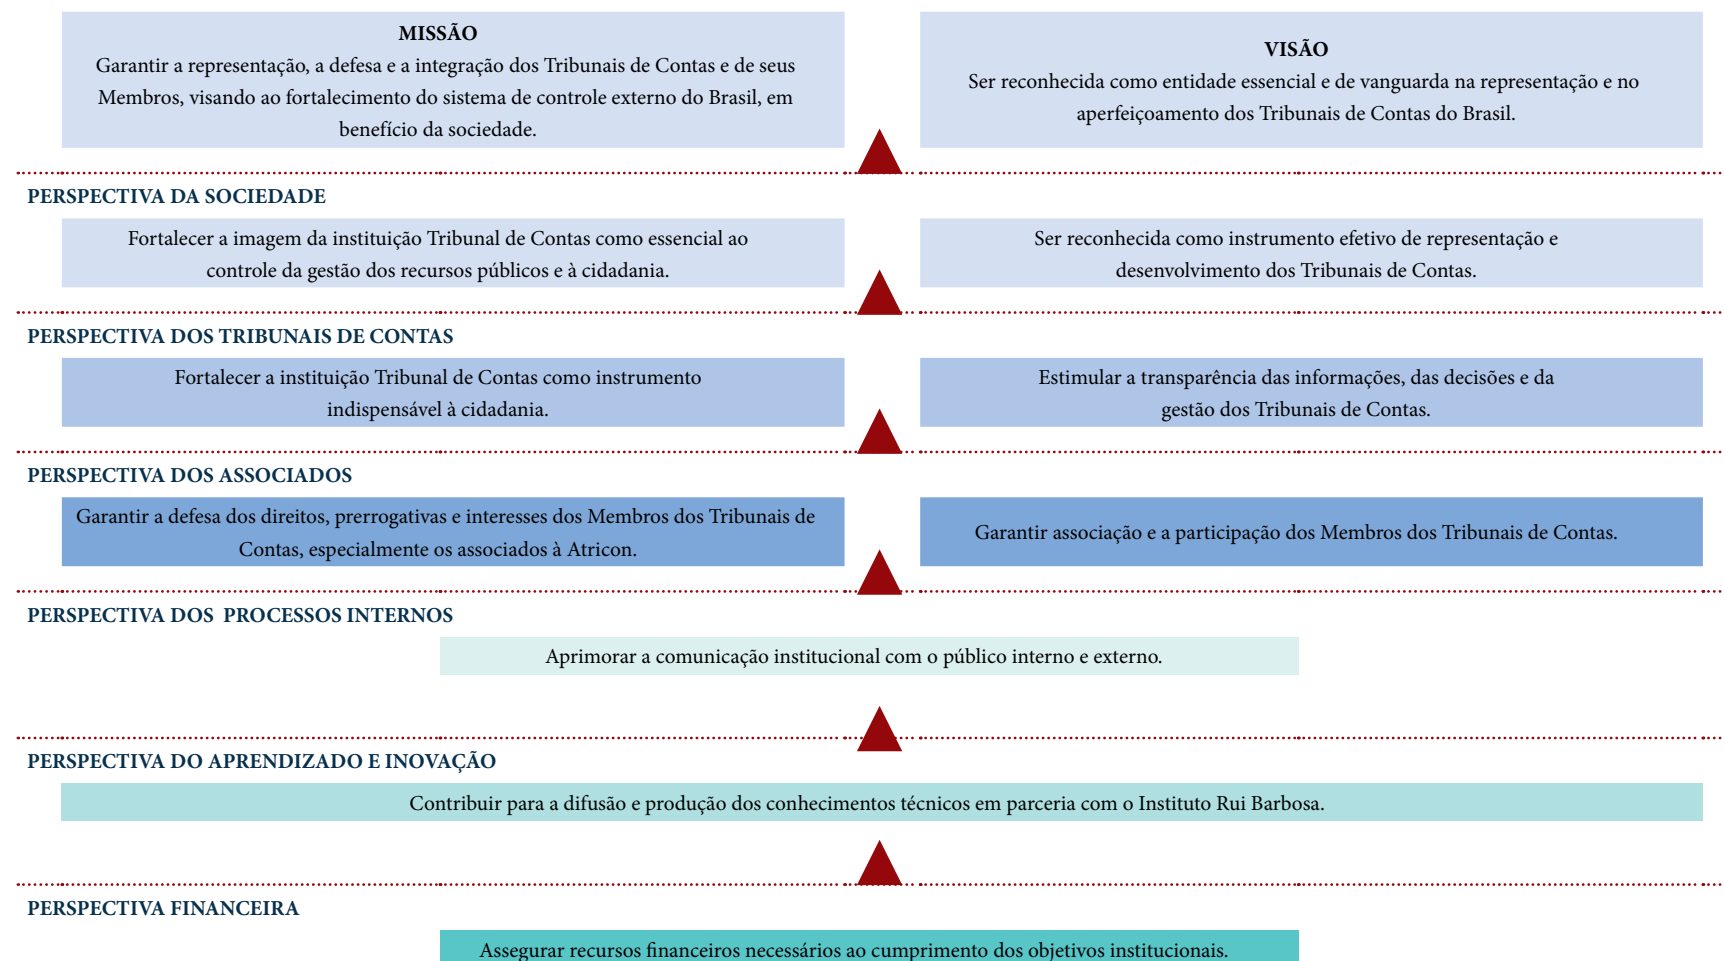 MISSÃO
Garantir a representação, a defesa e a integração dos Tribunais de Contas e de seus
Membros, visando ao fortalecimento do sistema de controle externo do Brasil, em
benefício da sociedade.
VISÃO
Ser reconhecida como entidade essencial e de vanguarda na representação e no
aperfeiçoamento dos Tribunais de Contas do Brasil.
PERSPECTIVA DA SOCIEDADE
Fortalecer a imagem da instituição Tribunal de Contas como essencial ao
controle da gestão dos recursos públicos e à cidadania.
Ser reconhecida como instrumento efetivo de representação e
desenvolvimento dos Tribunais de Contas.
PERSPECTIVA DOS TRIBUNAIS DE CONTAS
Fortalecer a instituição Tribunal de Contas como instrumento
indispensável à cidadania.
Estimular a transparência das informações, das decisões e da
gestão dos Tribunais de Contas.
PERSPECTIVA DOS ASSOCIADOS
Garantir a defesa dos direitos, prerrogativas e interesses dos Membros dos Tribunais de
Contas, especialmente os associados à Atricon.
Garantir associação e a participação dos Membros dos Tribunais de Contas.
PERSPECTIVA DOS PROCESSOS INTERNOS
Aprimorar a comunicação institucional com o público interno e externo.
PERSPECTIVA DO APRENDIZADO E INOVAÇÃO
Contribuir para a difusão e produção dos conhecimentos técnicos em parceria com o Instituto Rui Barbosa.
PERSPECTIVA FINANCEIRA
Assegurar recursos financeiros necessários ao cumprimento dos objetivos institucionais.